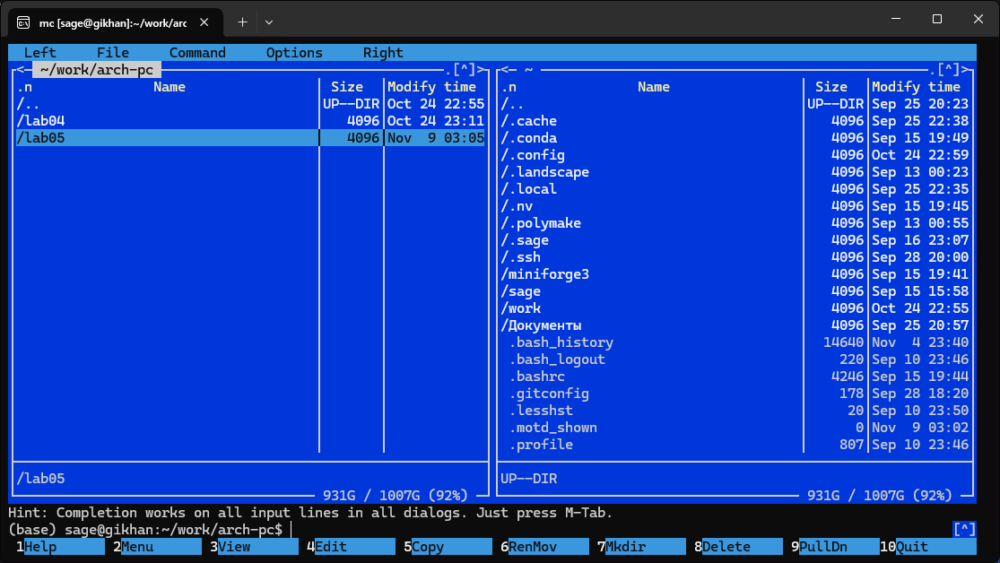 mc [sage@gikhan]:~/work/arc
Left File Command Options Right
<─ ~/work/arch-pc .[^]> <─ ~ .[^]>
.n Name Size Modify time .n Name Size Modify time
/.. UP--DIR Oct 24 22:55 /.. UP--DIR Sep 25 20:23
/lab04 4096 Oct 24 23:11 /.cache 4096 Sep 25 22:38
/lab05 4096 Nov 9 03:05 /.conda 4096 Sep 15 19:49
/.config 4096 Oct 24 22:59
/.landscape 4096 Sep 13 00:23
/.local 4096 Sep 25 22:35
/.nv 4096 Sep 15 19:45
/.polymake 4096 Sep 13 00:55
/.sage 4096 Sep 16 23:07
/.ssh 4096 Sep 28 20:00
/miniforge3 4096 Sep 15 19:41
/sage 4096 Sep 15 15:58
/work 4096 Oct 24 22:55
/Документы 4096 Sep 25 20:57
.bash_history 14640 Nov 4 23:40
.bash_logout 220 Sep 10 23:46
.bashrc 4246 Sep 15 19:44
.gitconfig 178 Sep 28 18:20
.lesshst 20 Sep 10 23:50
.motd_shown 0 Nov 9 03:02
.profile 807 Sep 10 23:46
/lab05 UP--DIR
931G / 1007G (92%) 931G / 1007G (92%)
Hint: Completion works on all input lines in all dialogs. Just press M-Tab.
(base) sage@gikhan:~/work/arch-pc$ [^]
1Help 2Menu 3View 4Edit 5Copy 6RenMov 7Mkdir 8Delete 9PullDn 10Quit